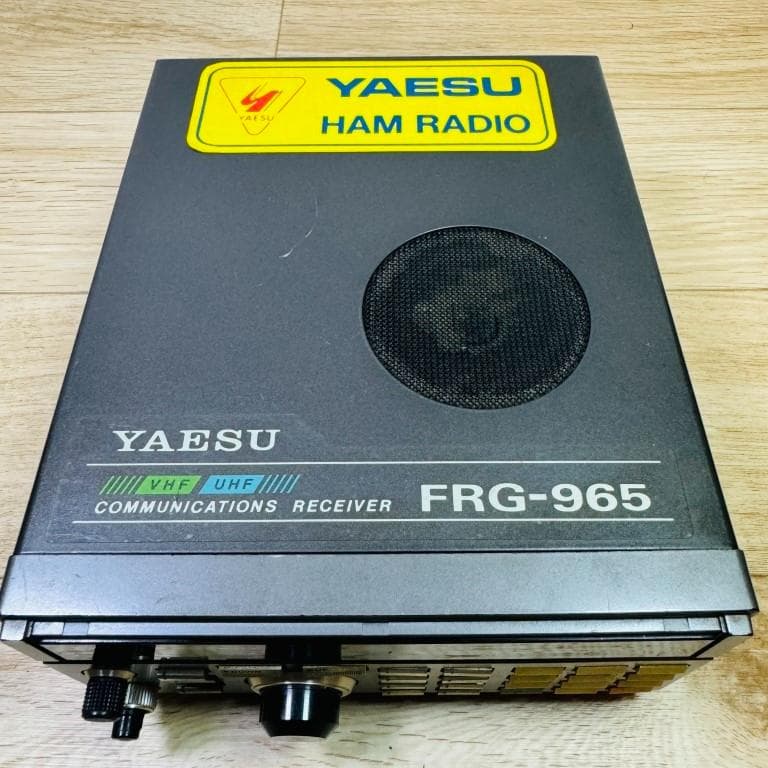 YAESU
YAESU
HAM RADIO
YAESU
VHF UHF
COMMUNICATIONS RECEIVER FRG-965